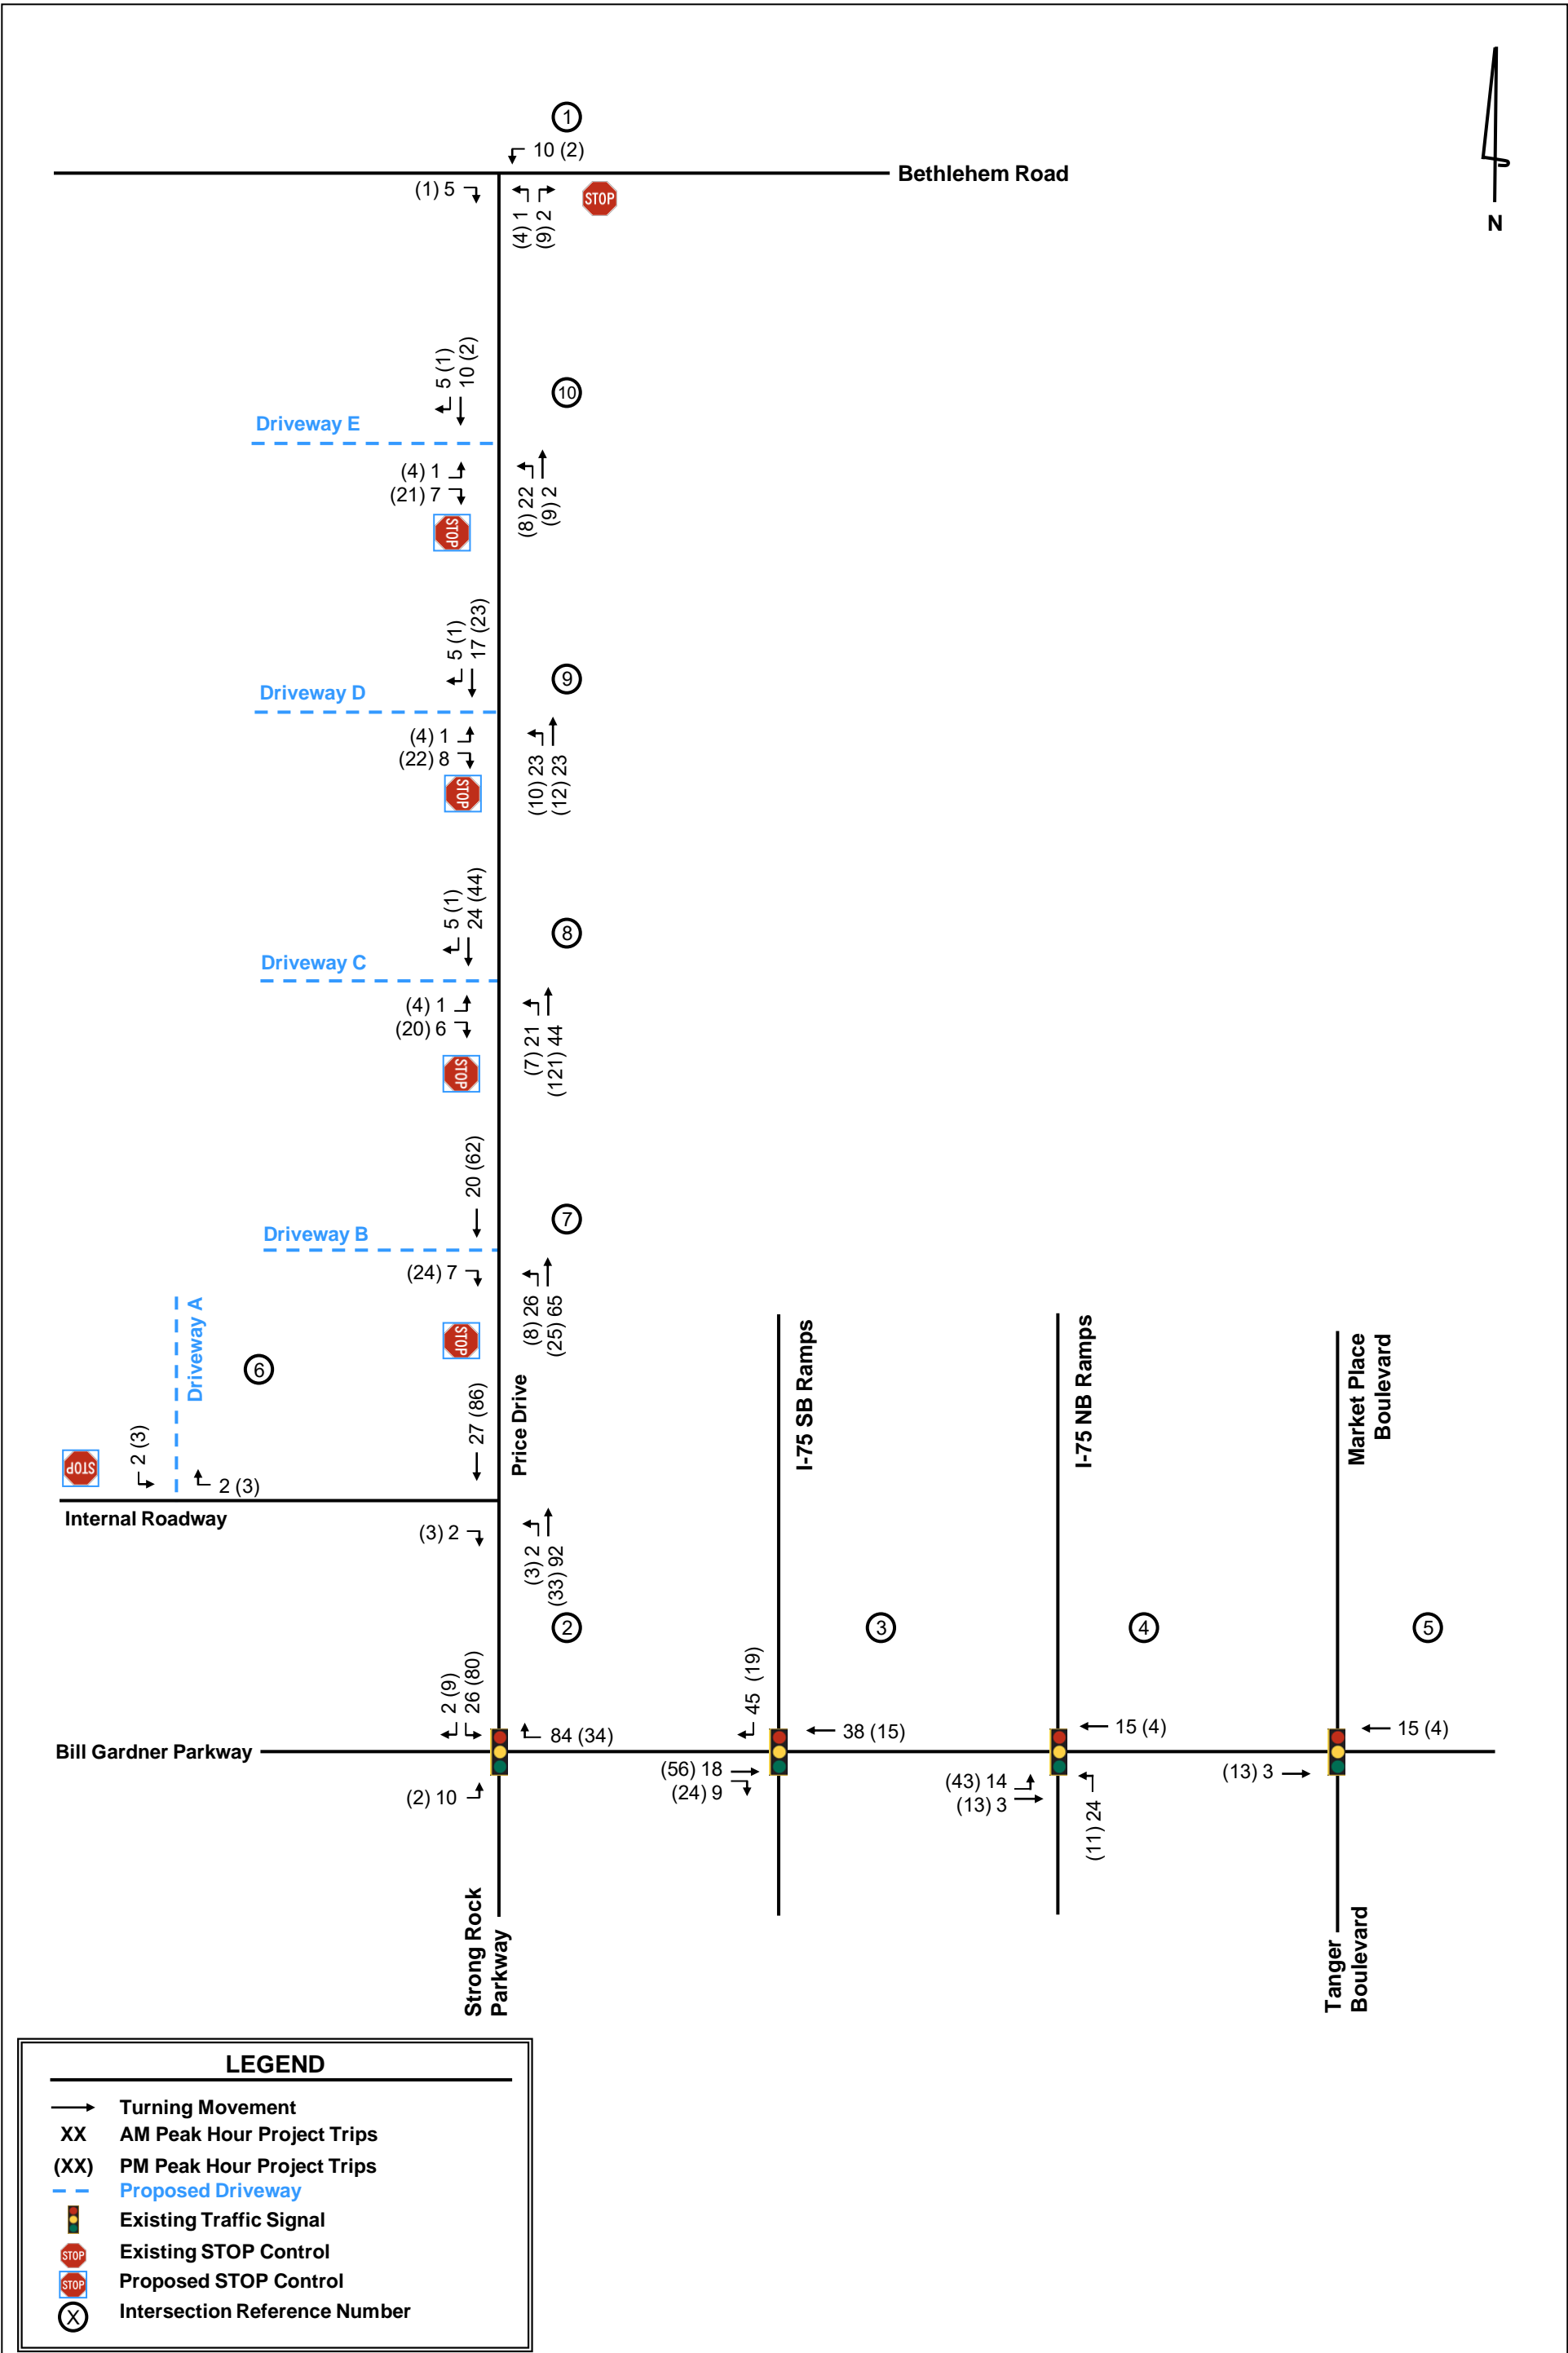 1
10 (2)
Bethlehem Road
(1) 5
STOP
(4) 1
(9) 2
N
5 (1)
10 (2)
10
Driveway E
(4) 1
(21) 7
STOP
(8) 22
(9) 2
5 (1)
17 (23)
9
Driveway D
(4) 1
(22) 8
STOP
(10) 23
(12) 23
5 (1)
24 (44)
8
Driveway C
(4) 1
(20) 6
STOP
(7) 21
(121) 44
20 (62)
7
Driveway B
(24) 7
STOP
(8) 26
(25) 65
Driveway A
6
27 (86)
Price Drive
I-75 SB Ramps
I-75 NB Ramps
Market Place
Boulevard
STOP
2 (3)
2 (3)
Internal Roadway
(3) 2
(3) 2
(33) 92
2
3
4
5
2 (9)
26 (80)
84 (34)
45 (19)
38 (15)
15 (4)
15 (4)
Bill Gardner Parkway
(2) 10
(56) 18
(24) 9
(43) 14
(13) 3
(11) 24
(13) 3
Strong Rock
Parkway
Tanger
Boulevard
LEGEND
Turning Movement
XX AM Peak Hour Project Trips
(XX) PM Peak Hour Project Trips
Proposed Driveway
Existing Traffic Signal
STOP Existing STOP Control
STOP Proposed STOP Control
X Intersection Reference Number